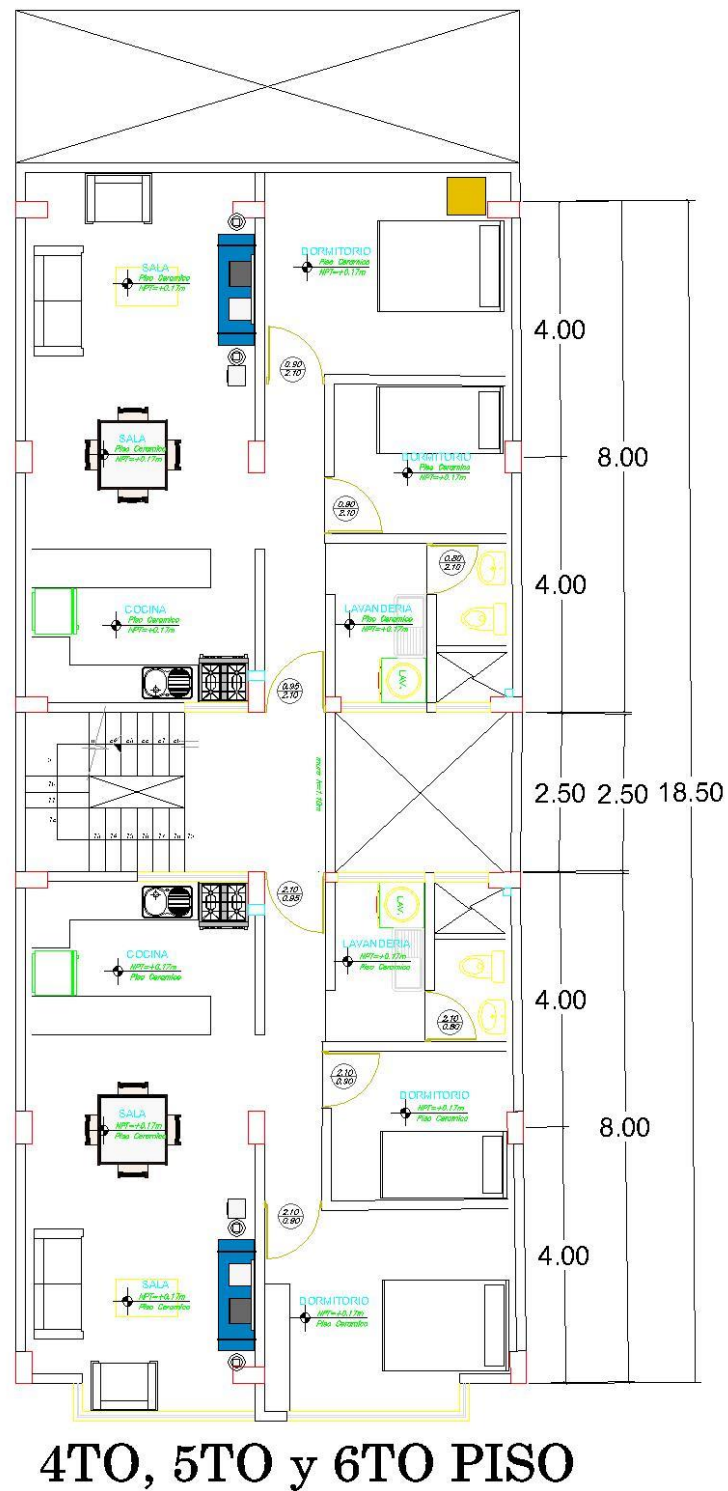 DORMITORIO
Piso Ceramico
NPT=+0.17m
SALA
Piso Ceramico
NPT=+0.17m
4.00
0.90
2.10
SALA
Piso Ceramico
NPT=+0.17m
DORMITORIO
Piso Ceramico
NPT=+0.17m
8.00
0.90
2.10
0.80
2.10
4.00
COCINA
Piso Ceramico
NPT=+0.17m
LAVANDERIA
Piso Ceramico
NPT=+0.17m
LAV.
0.95
2.10
muro h=1.10m
2.50
2.50
18.50
2.10
0.95
LAV.
COCINA
NPT=+0.17m
Piso Ceramico
LAVANDERIA
NPT=+0.17m
Piso Ceramico
4.00
2.10
0.80
2.10
0.90
DORMITORIO
NPT=+0.17m
Piso Ceramico
SALA
NPT=+0.17m
Piso Ceramico
8.00
2.10
0.90
4.00
SALA
NPT=+0.17m
Piso Ceramico
DORMITORIO
NPT=+0.17m
Piso Ceramico
4TO, 5TO y 6TO PISO